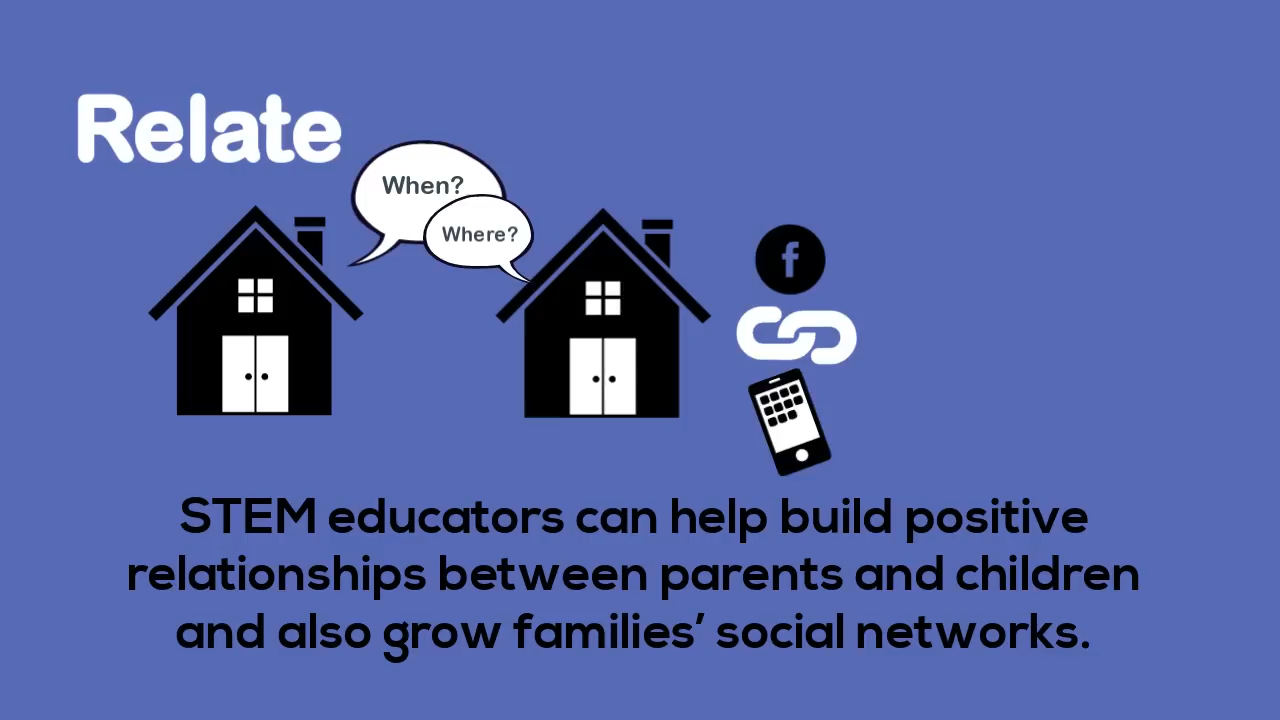 Relate
When?
Where?
f
STEM educators can help build positive
relationships between parents and children
and also grow families’ social networks.